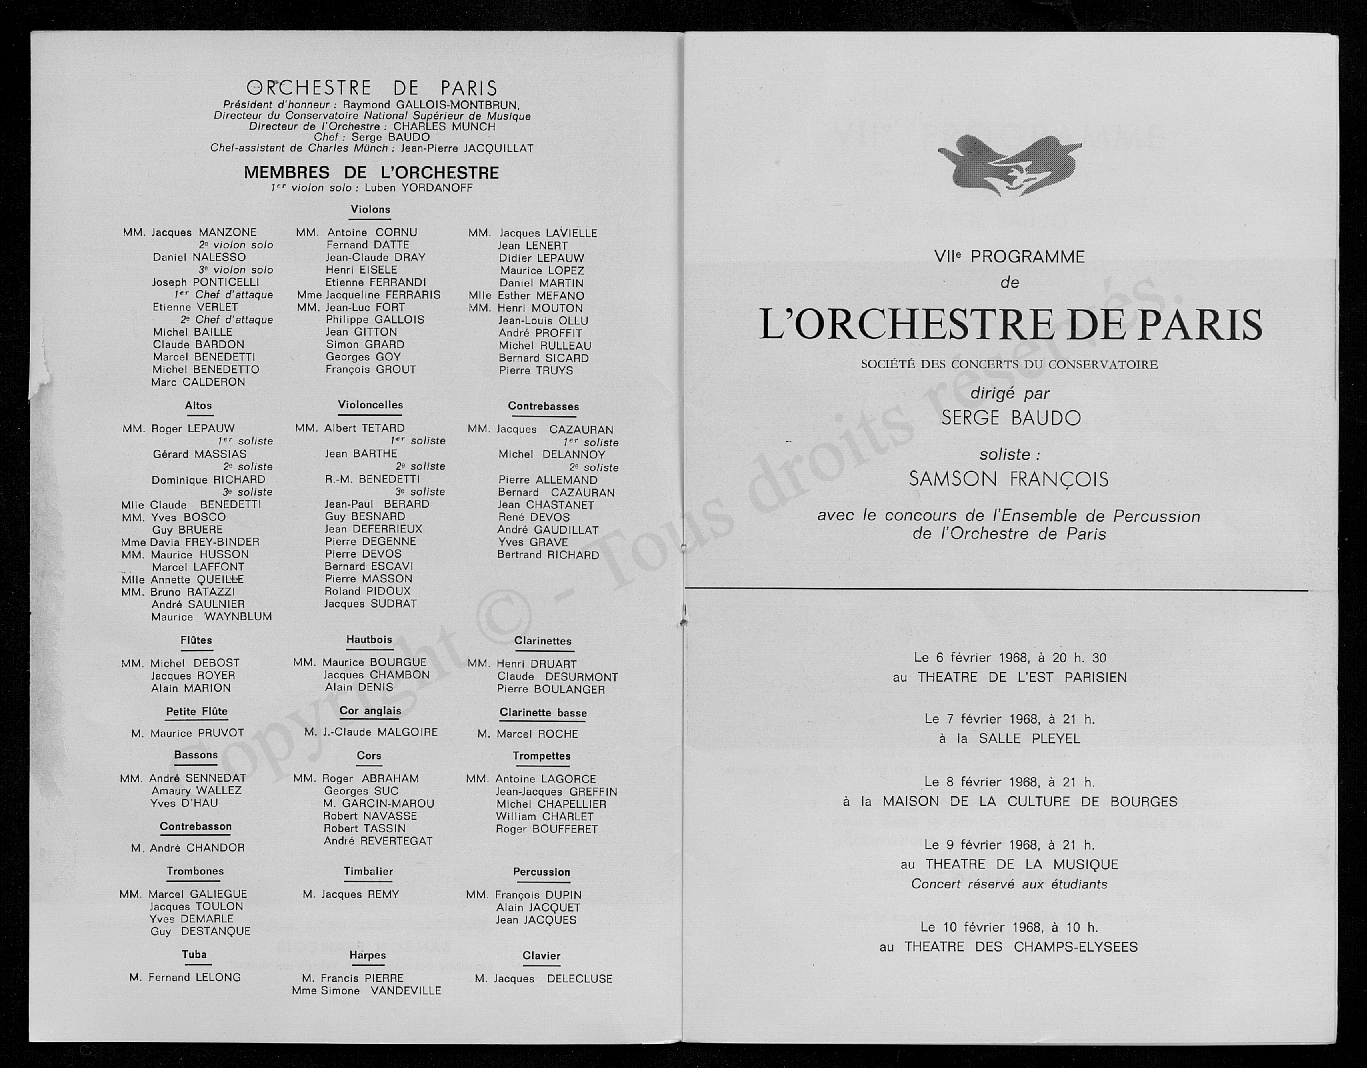 ORCHESTRE DE PARIS
Président d'honneur : Raymond GALLOIS-MONTBRUN,
Directeur du Conservatoire National Supérieur de Musique
Directeur de l'Orchestre : CHARLES MUNCH
Chef : Serge BAUDO
Chef-assistant de Charles Münch : Jean-Pierre JACQUILLAT
MEMBRES DE L'ORCHESTRE
1er violon solo : Luben YORDANOFF
Violons
MM. Jacques MANZONE
2e violon solo
Daniel NALESSO
3e violon solo
Joseph PONTICELLI
1er Chef d'attaque
Etienne VERLET
2e Chef d'attaque
Michel BAILLE
Claude BARDON
Marcel BENEDETTI
Michel BENEDETTO
Marc CALDERON
MM. Antoine CORNU
Fernand DATTE
Jean-Claude DRAY
Henri EISELE
Etienne FERRANDI
Mme Jacqueline FERRARIS
MM. Jean-Luc FORT
Philippe GALLOIS
Jean GITTON
Simon GRARD
Georges GOY
François GROUT
MM. Jacques LAVIELLE
Jean LENERT
Didier LEPAUW
Maurice LOPEZ
Daniel MARTIN
Mlle Esther MEFANO
MM. Henri MOUTON
Jean-Louis OLLU
André PROFFIT
Michel RULLEAU
Bernard SICARD
Pierre TRUYS
Altos
MM. Roger LEPAUW
1er soliste
Gérard MASSIAS
2e soliste
Dominique RICHARD
3e soliste
Mlle Claude BENEDETTI
MM. Yves BOSCO
Guy BRUERE
Mme Davia FREY-BINDER
MM. Maurice HUSSON
Marcel LAFFONT
Mlle Annette QUEILLE
MM. Bruno RATAZZI
André SAULNIER
Maurice WAYNBLUM
Violoncelles
MM. Albert TETARD
1er soliste
Jean BARTHE
2e soliste
R.-M. BENEDETTI
3e soliste
Jean-Paul BERARD
Guy BESNARD
Jean DEFERRIEUX
Pierre DEGENNE
Pierre DEVOS
Bernard ESCAVI
Pierre MASSON
Roland PIDOUX
Jacques SUDRAT
Contrebasses
MM. Jacques CAZAURAN
1er soliste
Michel DELANNOY
2e soliste
Pierre ALLEMAND
Bernard CAZAURAN
Jean CHASTANET
René DEVOS
André GAUDILLAT
Yves GRAVE
Bertrand RICHARD
Flûtes
MM. Michel DEBOST
Jacques ROYER
Alain MARION
Hautbois
MM. Maurice BOURGUE
Jacques CHAMBON
Alain DENIS
Clarinettes
MM. Henri DRUART
Claude DESURMONT
Pierre BOULANGER
Petite Flûte
M. Maurice PRUVOT
Cor anglais
M. J.-Claude MALGOIRE
Clarinette basse
M. Marcel ROCHE
Bassons
MM. André SENNEDAT
Amaury WALLEZ
Yves D'HAU
Contrebasson
M. André CHANDOR
Cors
MM. Roger ABRAHAM
Georges SUC
M. GARCIN-MAROU
Robert NAVASSE
Robert TASSIN
André REVERTEGAT
Trompettes
MM. Antoine LAGORCE
Jean-Jacques GREFFIN
Michel CHAPELLIER
William CHARLET
Roger BOUFFERET
Trombones
MM. Marcel GALIEGUE
Jacques TOULON
Yves DEMARLE
Guy DESTANQUE
Timbalier
M. Jacques REMY
Percussion
MM. François DUPIN
Alain JACQUET
Jean JACQUES
Tuba
M. Fernand LELONG
Harpes
M. Francis PIERRE
Mme Simone VANDEVILLE
Clavier
M. Jacques DELECLUSE
VIIe PROGRAMME
de
L'ORCHESTRE DE PARIS
SOCIÉTÉ DES CONCERTS DU CONSERVATOIRE
dirigé par
SERGE BAUDO
soliste :
SAMSON FRANÇOIS
avec le concours de l'Ensemble de Percussion
de l'Orchestre de Paris
Le 6 février 1968, à 20 h. 30
au THEATRE DE L'EST PARISIEN
Le 7 février 1968, à 21 h.
à la SALLE PLEYEL
Le 8 février 1968, à 21 h.
à la MAISON DE LA CULTURE DE BOURGES
Le 9 février 1968, à 21 h.
au THEATRE DE LA MUSIQUE
Concert réservé aux étudiants
Le 10 février 1968, à 10 h.
au THEATRE DES CHAMPS-ELYSEES
Copyright © - Tous droits réservés.